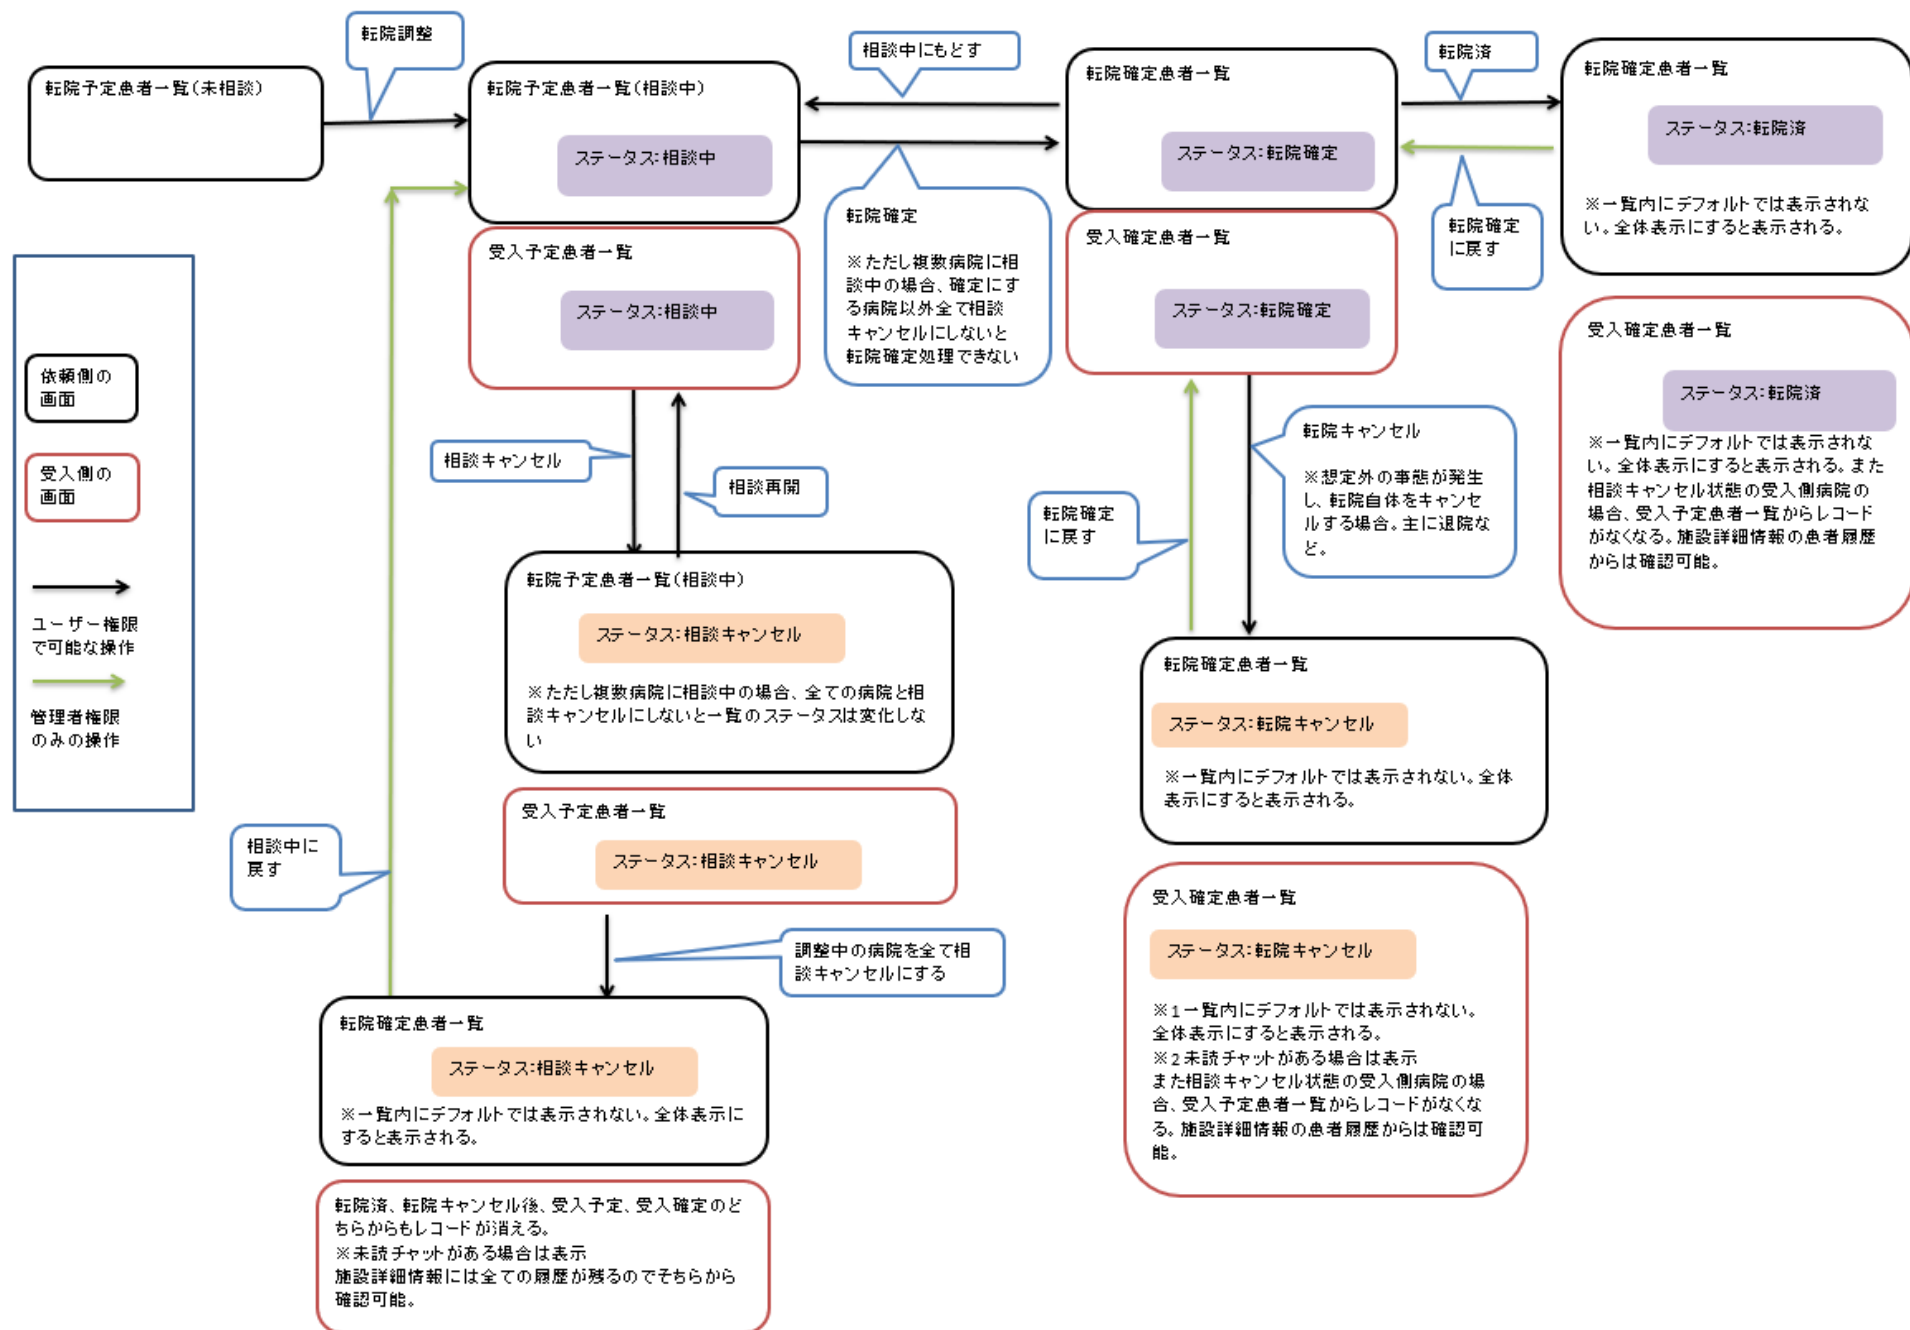 転院調整
転院予定患者一覧(未相談)
転院予定患者一覧(相談中)
ステータス:相談中
受入予定患者一覧
ステータス:相談中
相談中にもどす
転院確定
※ただし複数病院に相
談中の場合、確定にす
る病院以外全て相談
キャンセルにしないと
転院確定処理できない
転院確定患者一覧
ステータス:転院確定
受入確定患者一覧
ステータス:転院確定
転院済
転院確定
に戻す
転院確定患者一覧
ステータス:転院済
※一覧内にデフォルトでは表示されな
い。全体表示にすると表示される。
受入確定患者一覧
ステータス:転院済
※一覧内にデフォルトでは表示されな
い。全体表示にすると表示される。また
相談キャンセル状態の受入側病院の
場合、受入予定患者一覧からレコード
がなくなる。施設詳細情報の患者履歴
からは確認可能。
依頼側の
画面
受入側の
画面
ユーザー権限
で可能な操作
管理者権限
のみの操作
相談キャンセル
相談再開
転院予定患者一覧(相談中)
ステータス:相談キャンセル
※ただし複数病院に相談中の場合、全ての病院と相
談キャンセルにしないと一覧のステータスは変化しな
い
受入予定患者一覧
ステータス:相談キャンセル
相談中に
戻す
調整中の病院を全て相
談キャンセルにする
転院確定患者一覧
ステータス:相談キャンセル
※一覧内にデフォルトでは表示されない。全体表示に
すると表示される。
転院済、転院キャンセル後、受入予定、受入確定のど
ちらからもレコードが消える。
※未読チャットがある場合は表示
施設詳細情報には全ての履歴が残るのでそちらから
確認可能。
転院確定
に戻す
転院キャンセル
※想定外の事態が発生
し、転院自体をキャンセ
ルする場合。主に退院な
ど。
転院確定患者一覧
ステータス:転院キャンセル
※一覧内にデフォルトでは表示されない。全体
表示にすると表示される。
受入確定患者一覧
ステータス:転院キャンセル
※1一覧内にデフォルトでは表示されない。
全体表示にすると表示される。
※2未読チャットがある場合は表示
また相談キャンセル状態の受入側病院の場
合、受入予定患者一覧からレコードがなくな
る。施設詳細情報の患者履歴からは確認可
能。